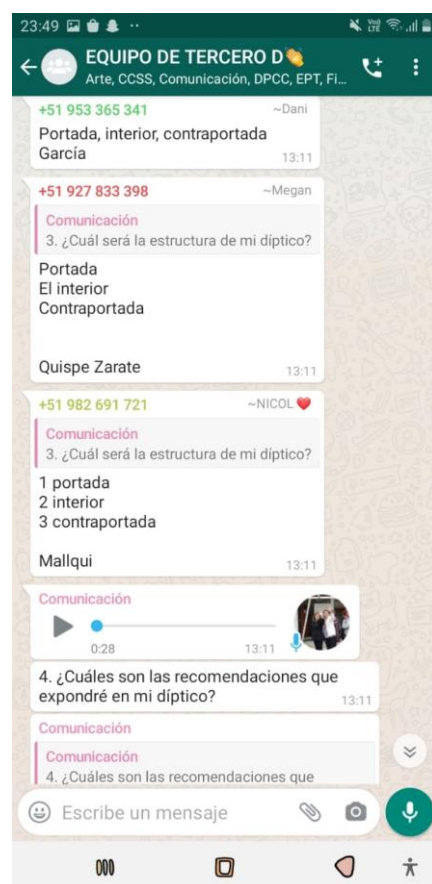 23:49
EQUIPO DE TERCERO D👏
Arte, CCSS, Comunicación, DPCC, EPT, Fi...
+51 953 365 341 ~Dani
Portada, interior, contraportada
García
13:11
+51 927 833 398 ~Megan
Comunicación
3. ¿Cuál será la estructura de mi díptico?
Portada
El interior
Contraportada
Quispe Zarate
13:11
+51 982 691 721 ~NICOL ❤️
Comunicación
3. ¿Cuál será la estructura de mi díptico?
1 portada
2 interior
3 contraportada
Mallqui
13:11
Comunicación
0:28 13:11
4. ¿Cuáles son las recomendaciones que
expondré en mi díptico?
13:11
Comunicación
Comunicación
4. ¿Cuáles son las recomendaciones que
Escribe un mensaje